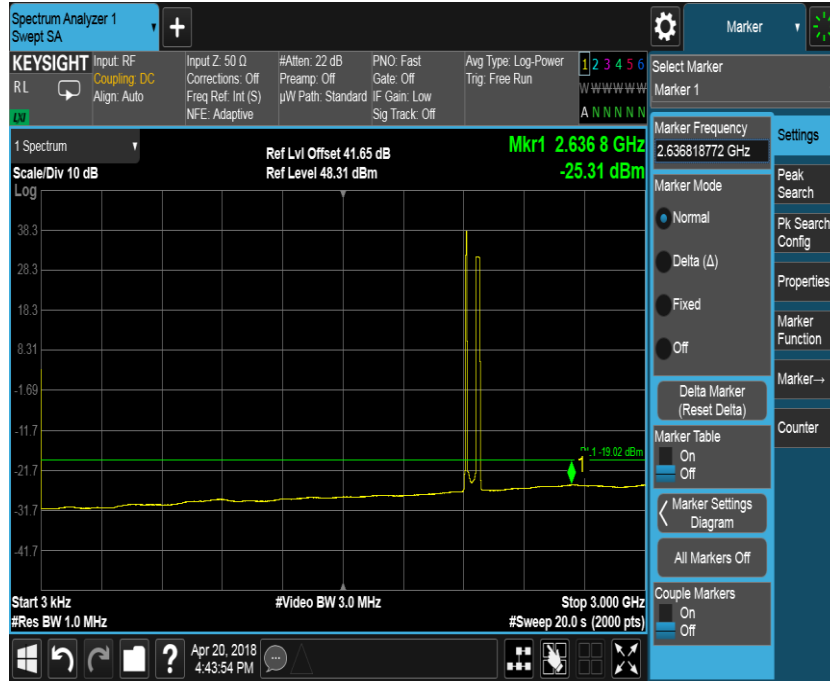 Spectrum Analyzer 1
Swept SA
+
Marker
KEYSIGHT
RL
LXI
Input: RF
Coupling: DC
Align: Auto
Input Z: 50 Ω
Corrections: Off
Freq Ref: Int (S)
NFE: Adaptive
#Atten: 22 dB
Preamp: Off
µW Path: Standard
PNO: Fast
Gate: Off
IF Gain: Low
Sig Track: Off
Avg Type: Log-Power
Trig: Free Run
1 2 3 4 5 6
W W W W W W
A N N N N N
Select Marker
Marker 1
1 Spectrum
Scale/Div 10 dB
Ref Lvl Offset 41.65 dB
Ref Level 48.31 dBm
Mkr1 2.636 8 GHz
-25.31 dBm
Log
38.3
28.3
18.3
8.31
-1.69
-11.7
-21.7
-31.7
-41.7
-19.02 dBm
1
Start 3 kHz
#Res BW 1.0 MHz
#Video BW 3.0 MHz
Stop 3.000 GHz
#Sweep 20.0 s (2000 pts)
Marker Frequency
2.636818772 GHz
Marker Mode
Normal
Delta (Δ)
Fixed
Off
Delta Marker
(Reset Delta)
Marker Table
On
Off
Marker Settings
Diagram
All Markers Off
Couple Markers
On
Off
Settings
Peak
Search
Pk Search
Config
Properties
Marker
Function
Marker→
Counter
?
Apr 20, 2018
4:43:54 PM